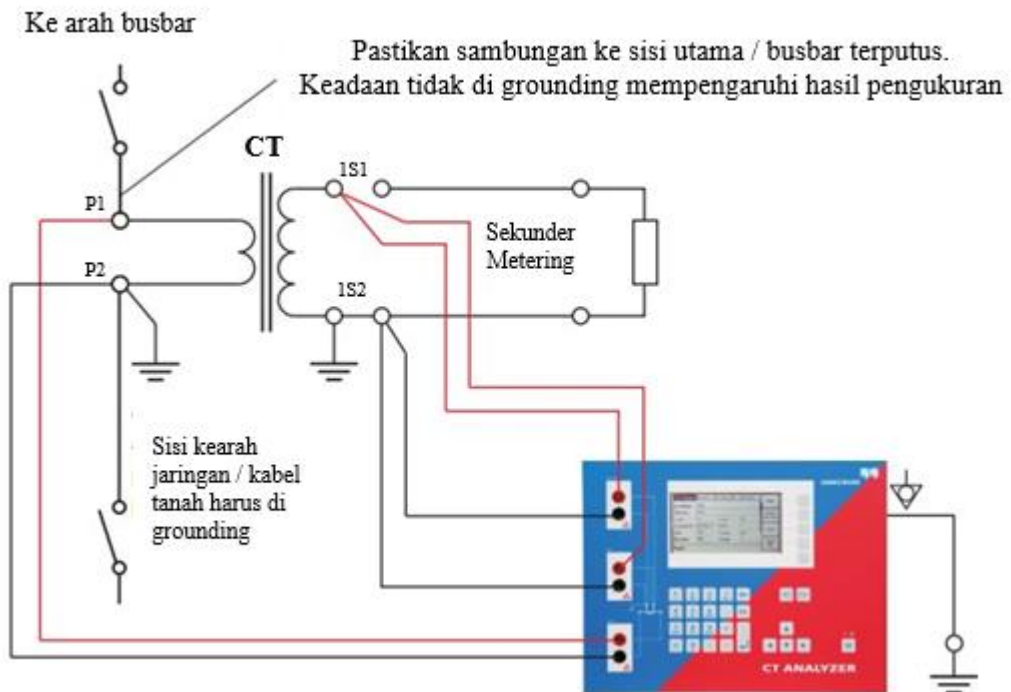 Ke arah busbar
Pastikan sambungan ke sisi utama / busbar terputus.
Keadaan tidak di grounding mempengaruhi hasil pengukuran
CT
1S1
P1
Sekunder
Metering
P2
1S2
Sisi kearah
jaringan / kabel
tanah harus di
grounding
CT ANALYZER